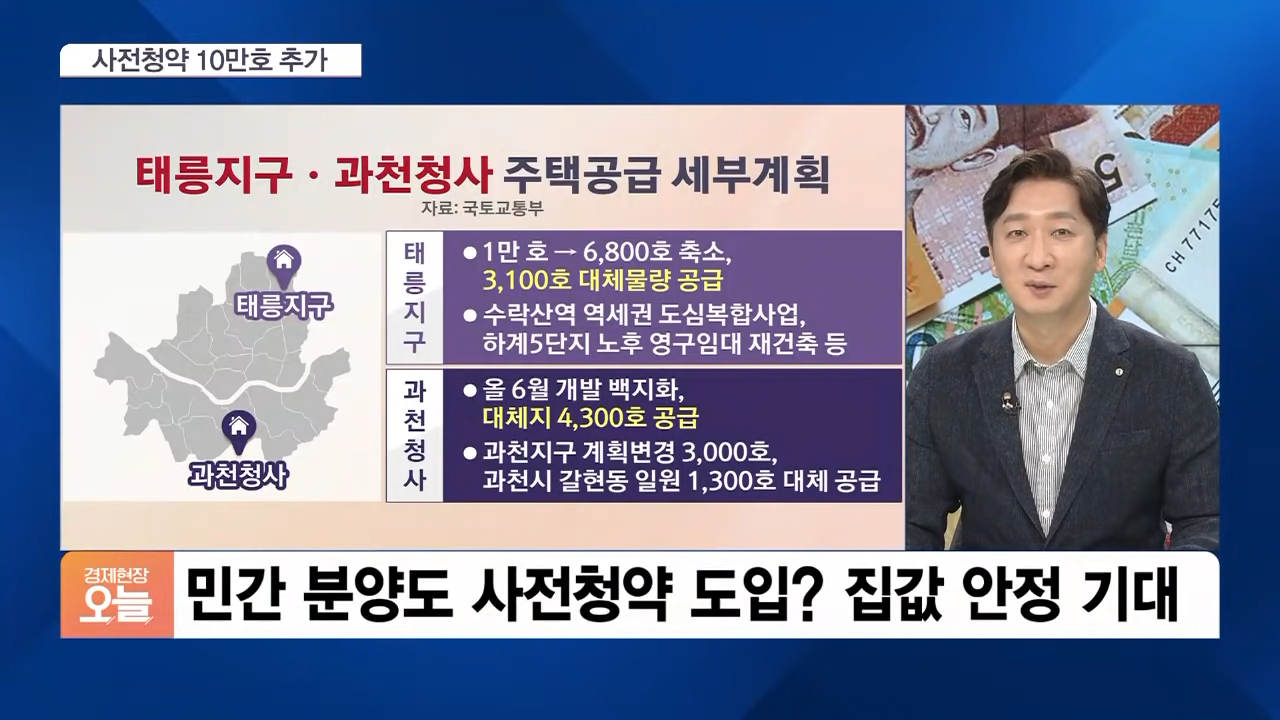 사전청약 10만호 추가
태릉지구 · 과천청사 주택공급 세부계획
자료: 국토교통부
태릉지구
과천청사
태릉지구
● 1만 호 → 6,800호 축소,
3,100호 대체물량 공급
● 수락산역 역세권 도심복합사업,
하계5단지 노후 영구임대 재건축 등
과천청사
● 올 6월 개발 백지화,
대체지 4,300호 공급
● 과천지구 계획변경 3,000호,
과천시 갈현동 일원 1,300호 대체 공급
5
CH77175
경제현장
오늘
민간 분양도 사전청약 도입? 집값 안정 기대